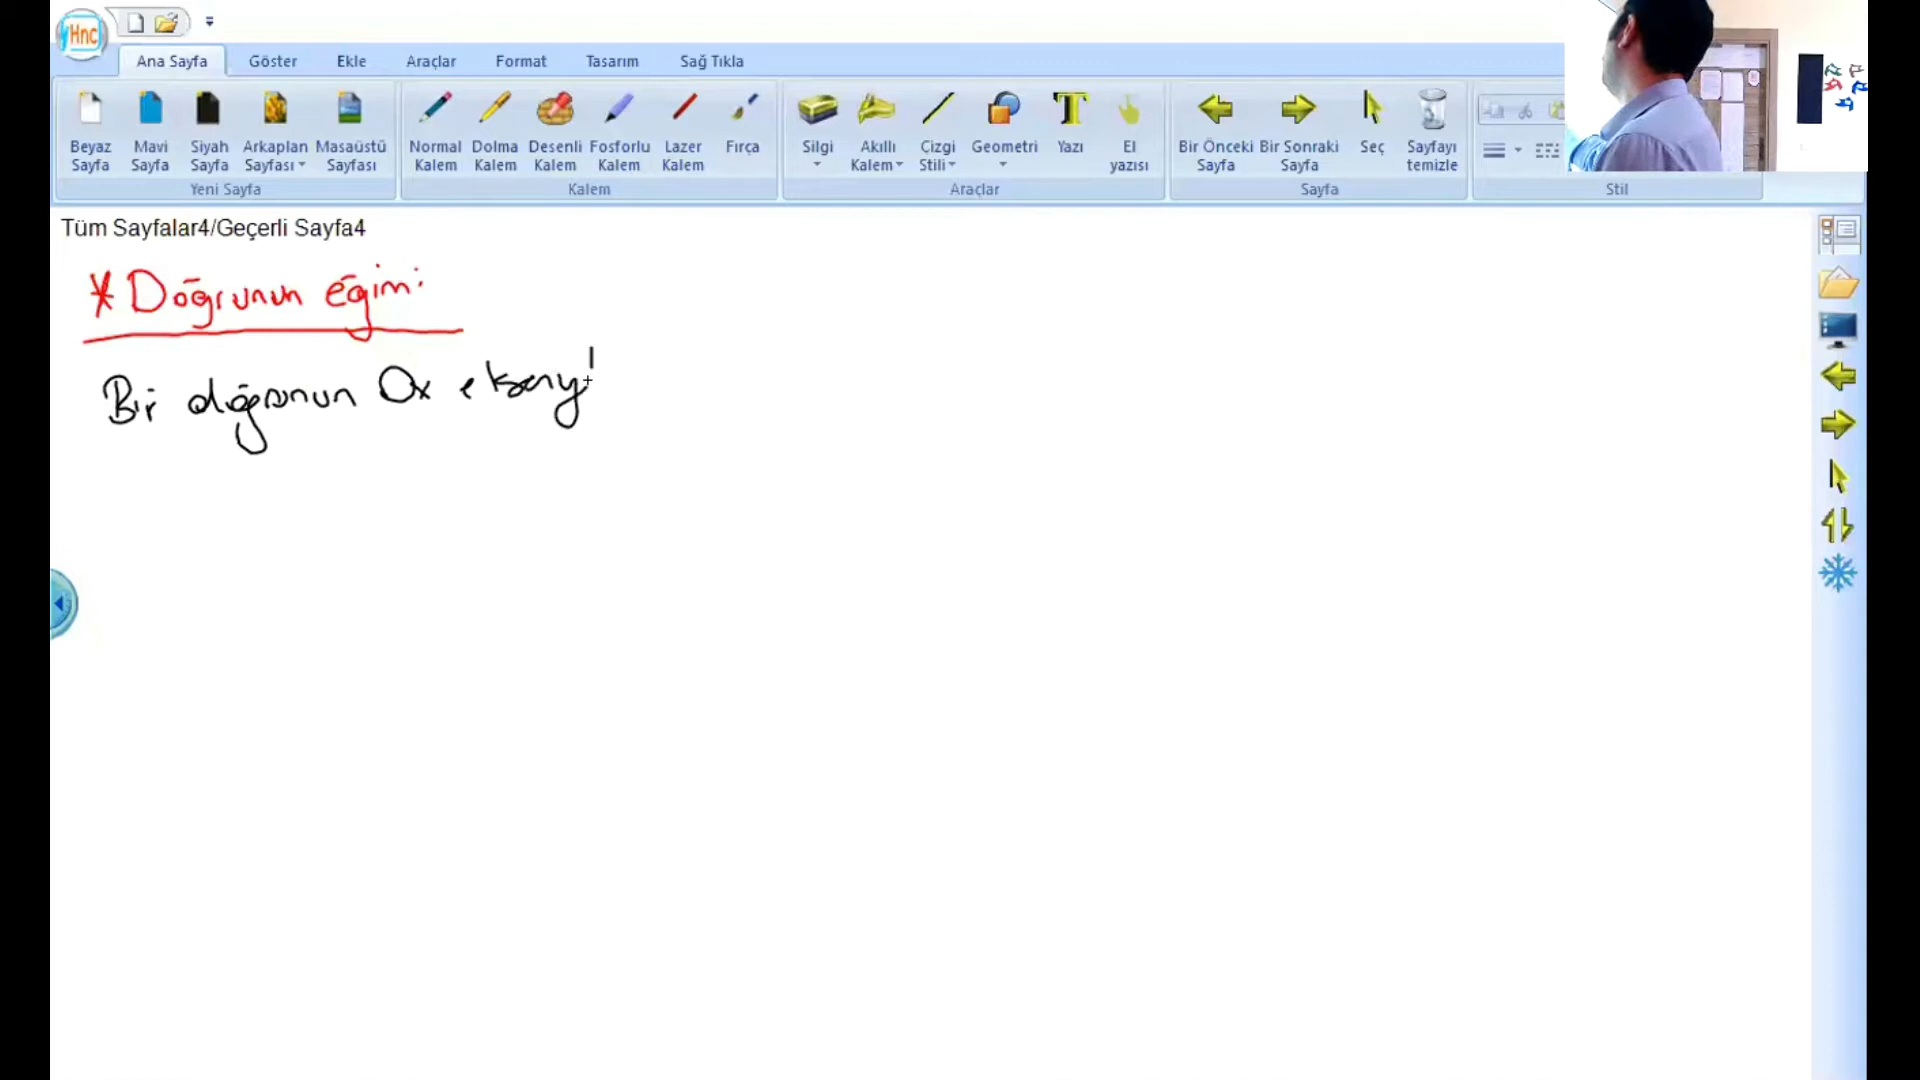 Hnc
Ana Sayfa Göster Ekle Araçlar Format Tasarım Sağ Tıkla
Beyaz Sayfa Mavi Sayfa Siyah Sayfa Arkaplan Sayfası Masaüstü Sayfası
Yeni Sayfa
Normal Kalem Dolma Kalem Desenli Kalem Fosforlu Kalem Lazer Kalem Fırça
Kalem
Silgi Akıllı Kalem Çizgi Stili Geometri Yazı El yazısı
Araçlar
Bir Önceki Sayfa Bir Sonraki Sayfa Seç Sayfayı temizle
Sayfa
Stil
Tüm Sayfalar4/Geçerli Sayfa4
* Doğrunun eğimi
Bir doğrunun Ox ekseniyl